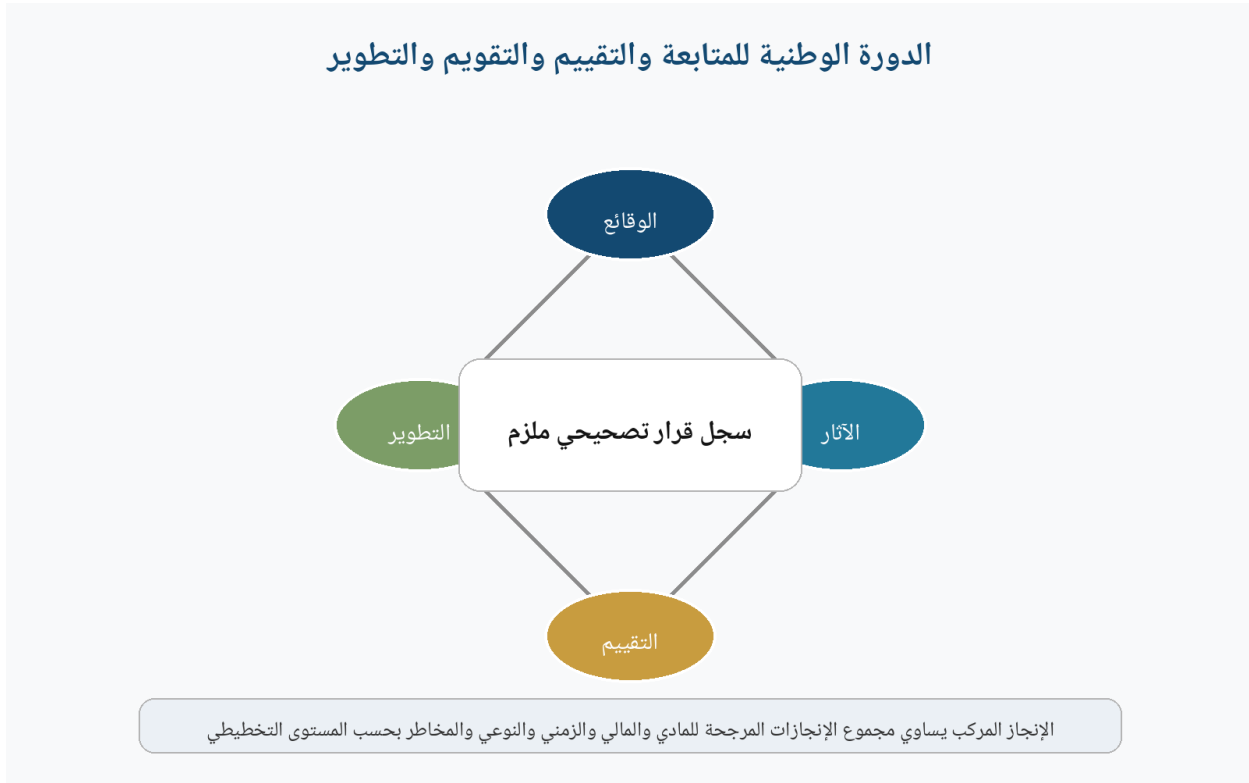 الدورة الوطنية للمتابعة والتقييم والتقويم والتطوير
الوقائع
الآثار
سجل قرار تصحيحي ملزم
التطوير
التقييم
الإنجاز المركب يساوي مجموع الإنجازات المرجحة للمادي والمالي والزمني والنوعي والمخاطر بحسب المستوى التخطيطي